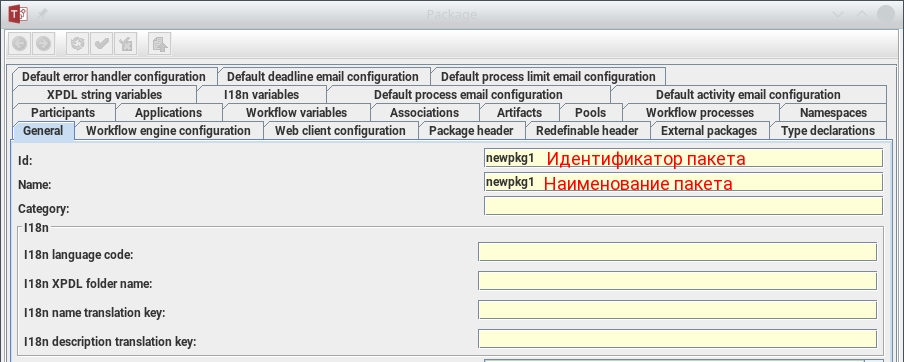 Package
Default error handler configuration Default deadline email configuration Default process limit email configuration
XPDL string variables I18n variables Default process email configuration Default activity email configuration
Participants Applications Workflow variables Associations Artifacts Pools Workflow processes Namespaces
General Workflow engine configuration Web client configuration Package header Redefinable header External packages Type declarations
Id: newpkg1 Идентификатор пакета
Name: newpkg1 Наименование пакета
Category:
I18n
I18n language code:
I18n XPDL folder name:
I18n name translation key:
I18n description translation key: